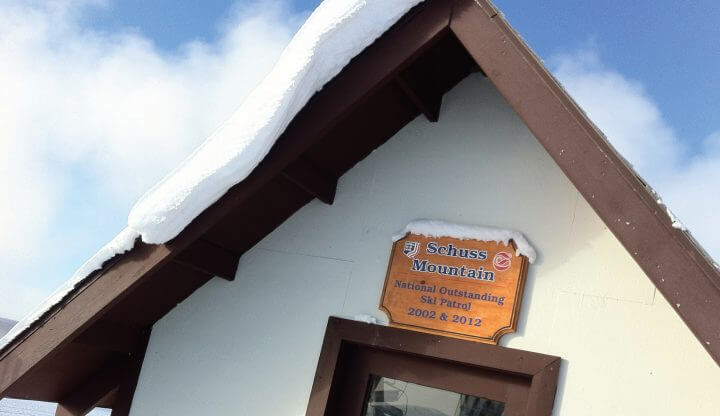 Schuss
Mountain
National Outstanding
Ski Patrol
2002 & 2012